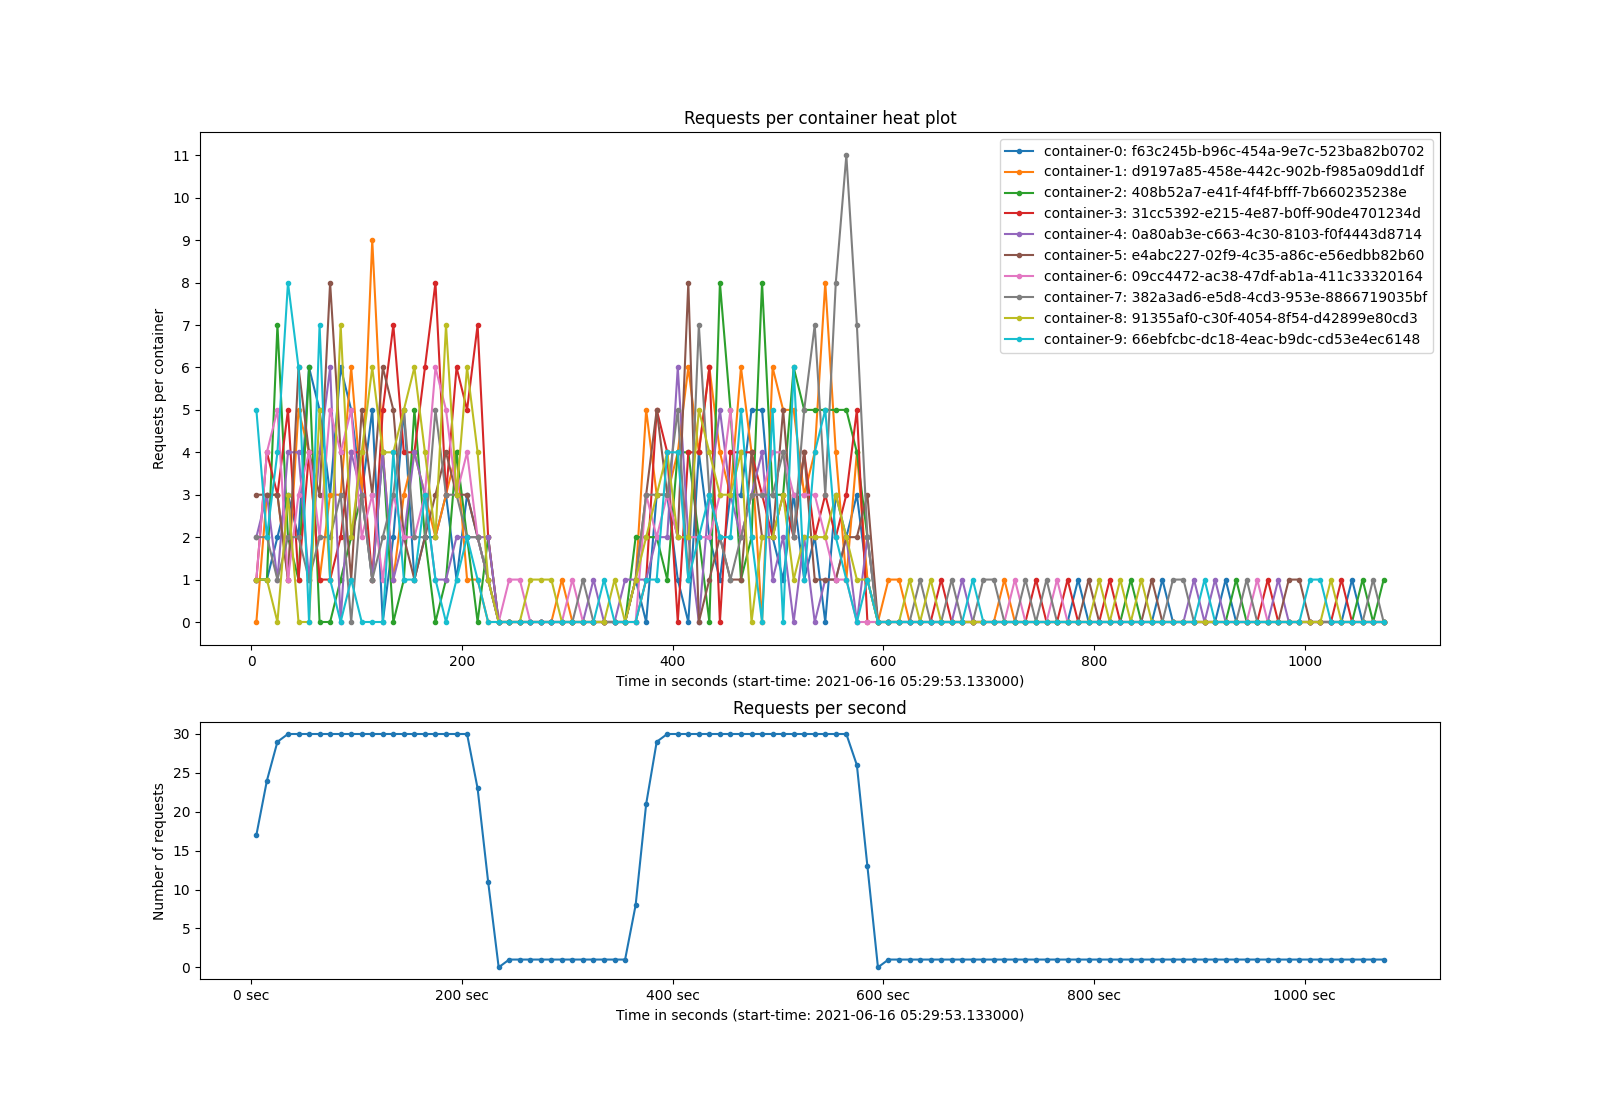 Requests per container heat plot
Requests per container
11
10
9
8
7
6
5
4
3
2
1
0
container-0: f63c245b-b96c-454a-9e7c-523ba82b0702
container-1: d9197a85-458e-442c-902b-f985a09dd1df
container-2: 408b52a7-e41f-4f4f-bfff-7b660235238e
container-3: 31cc5392-e215-4e87-b0ff-90de4701234d
container-4: 0a80ab3e-c663-4c30-8103-f0f4443d8714
container-5: e4abc227-02f9-4c35-a86c-e56edbb82b60
container-6: 09cc4472-ac38-47df-ab1a-411c33320164
container-7: 382a3ad6-e5d8-4cd3-953e-8866719035bf
container-8: 91355af0-c30f-4054-8f54-d42899e80cd3
container-9: 66ebfcbc-dc18-4eac-b9dc-cd53e4ec6148
0 200 400 600 800 1000
Time in seconds (start-time: 2021-06-16 05:29:53.133000)
Requests per second
Number of requests
30
25
20
15
10
5
0
0 sec 200 sec 400 sec 600 sec 800 sec 1000 sec
Time in seconds (start-time: 2021-06-16 05:29:53.133000)